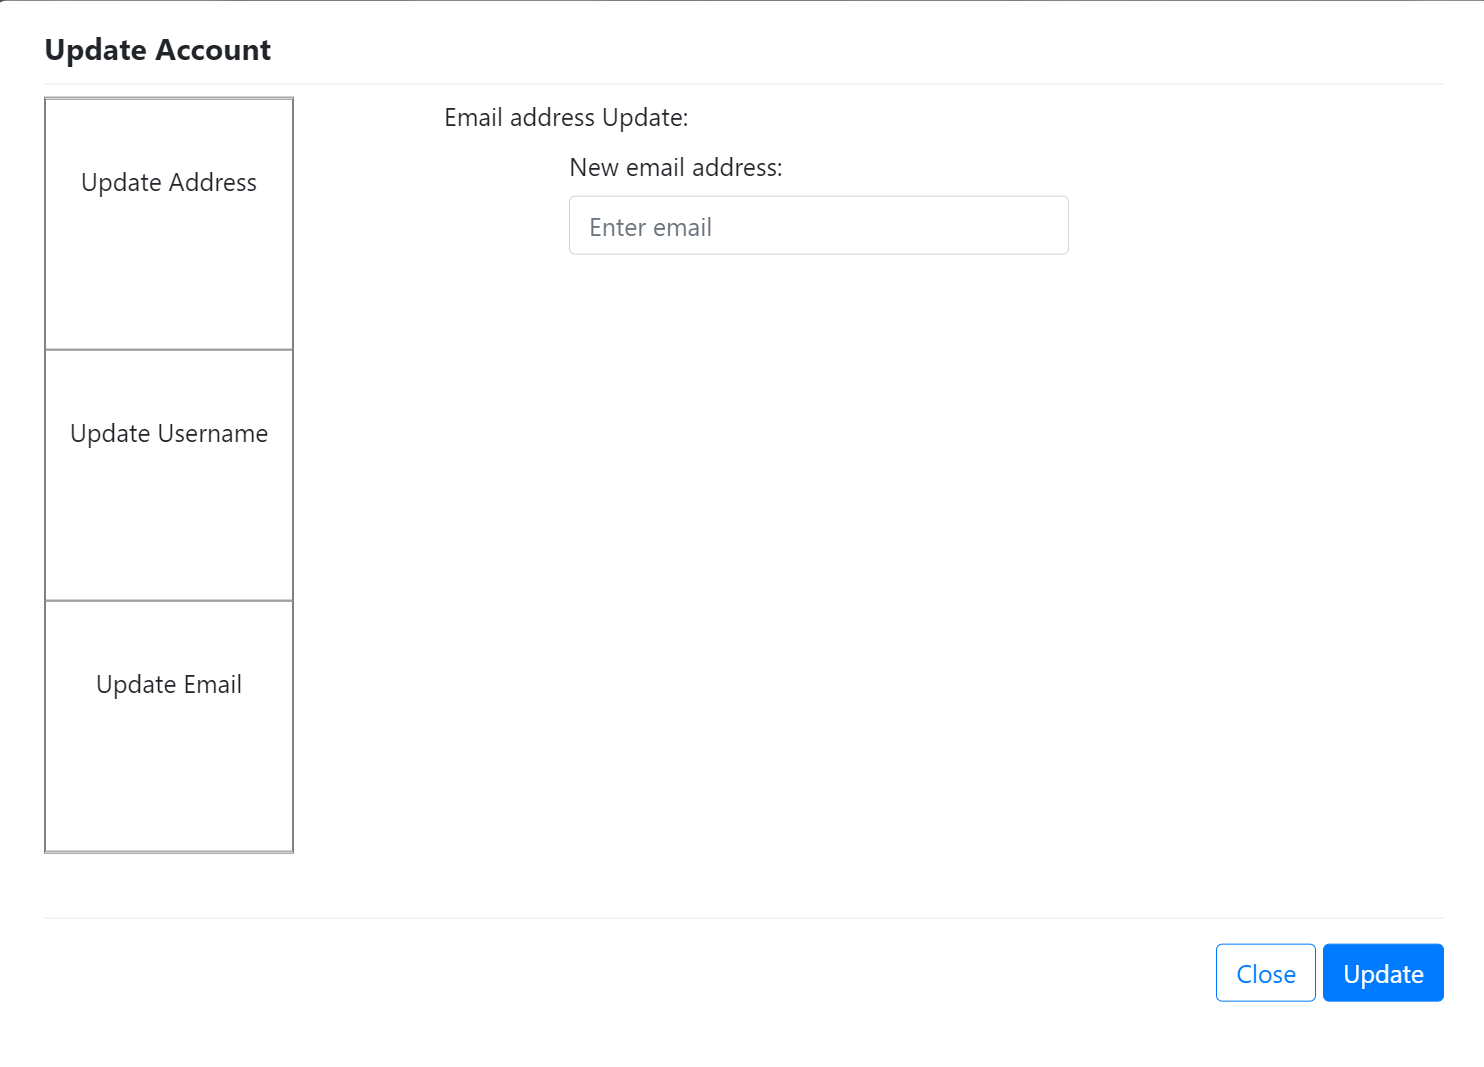 Update Account
Update Address
Update Username
Update Email
Email address Update:
New email address:
Enter email
Close
Update